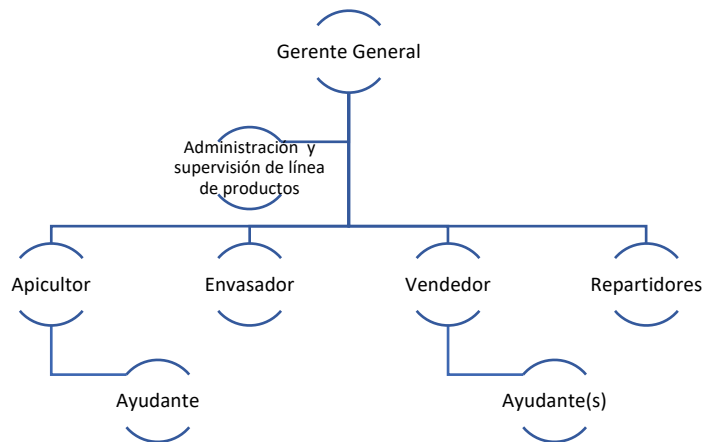 Gerente General
Administración y
supervisión de línea
de productos
Apicultor
Envasador
Vendedor
Repartidores
Ayudante
Ayudante(s)